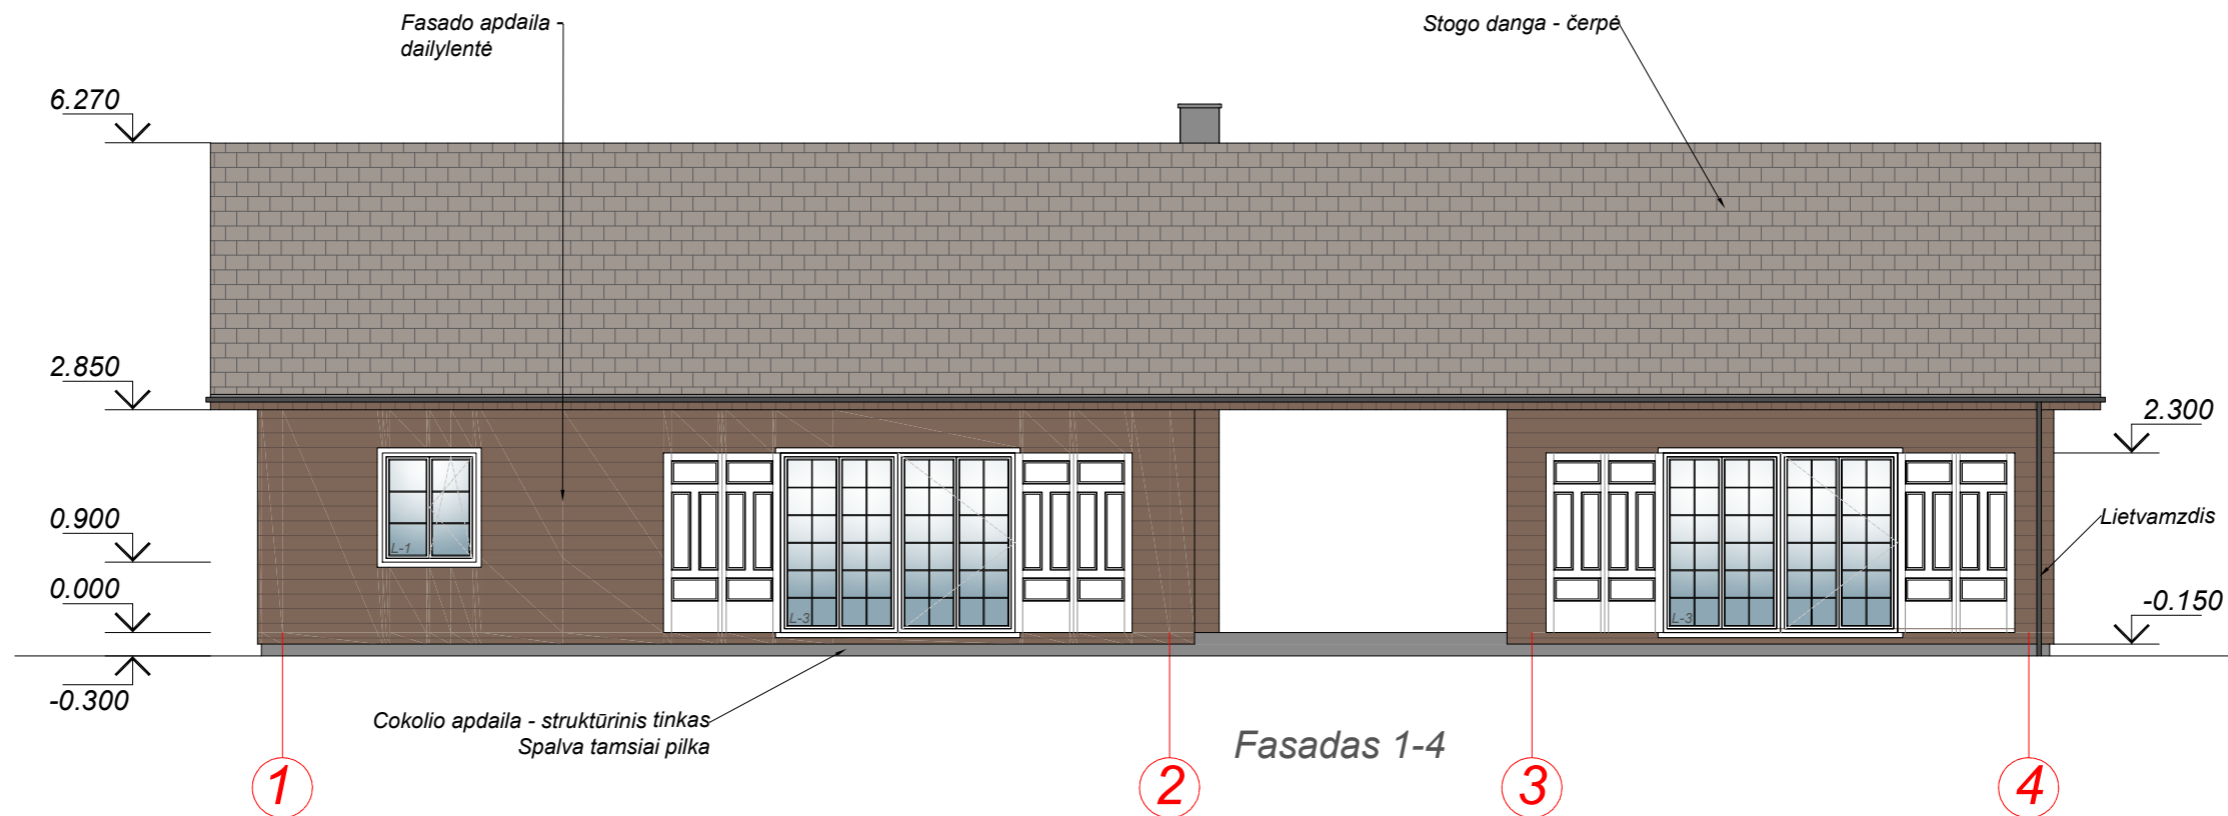 Fasado apdaila -
dailylentė
Stogo danga - čerpė
6.270
2.850
2.300
0.900
Lietvamzdis
0.000
-0.150
-0.300
L-1
L-3
L-3
Cokolio apdaila - struktūrinis tinkas
Spalva tamsiai pilka
Fasadas 1-4
1
2
3
4